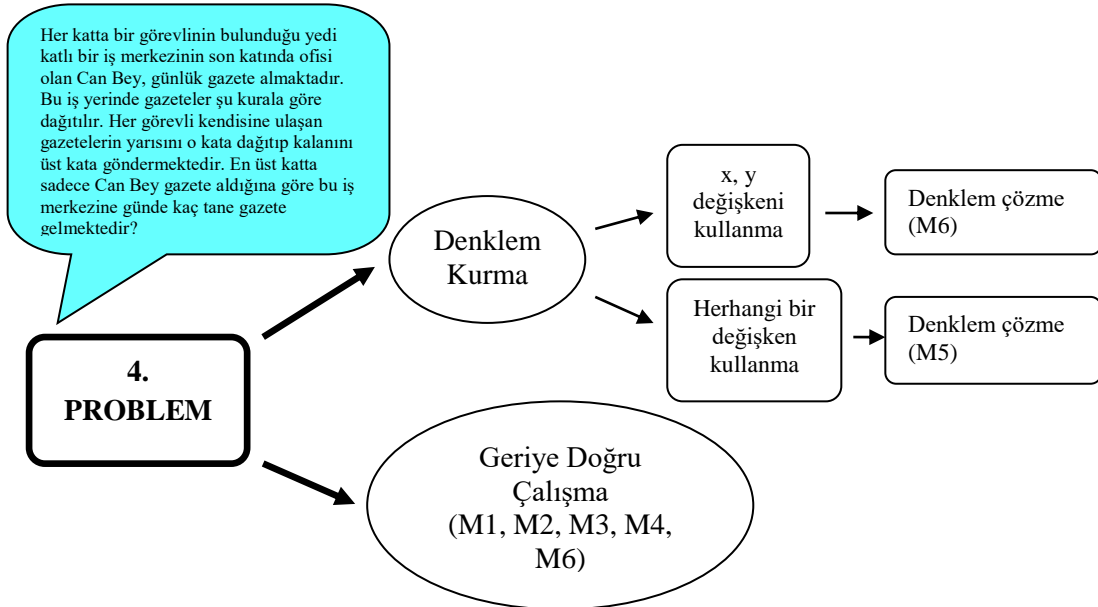 Her katta bir görevlinin bulunduğu yedi
katlı bir iş merkezinin son katında ofisi
olan Can Bey, günlük gazete almaktadır.
Bu iş yerinde gazeteler şu kurala göre
dağıtılır. Her görevli kendisine ulaşan
gazetelerin yarısını o kata dağıtıp kalanını
üst kata göndermektedir. En üst katta
sadece Can Bey gazete aldığına göre bu iş
merkezine günde kaç tane gazete
gelmektedir?
4.
PROBLEM
Denklem
Kurma
x, y
değişkeni
kullanma
Denklem çözme
(M6)
Herhangi bir
değişken
kullanma
Denklem çözme
(M5)
Geriye Doğru
Çalışma
(M1, M2, M3, M4,
M6)